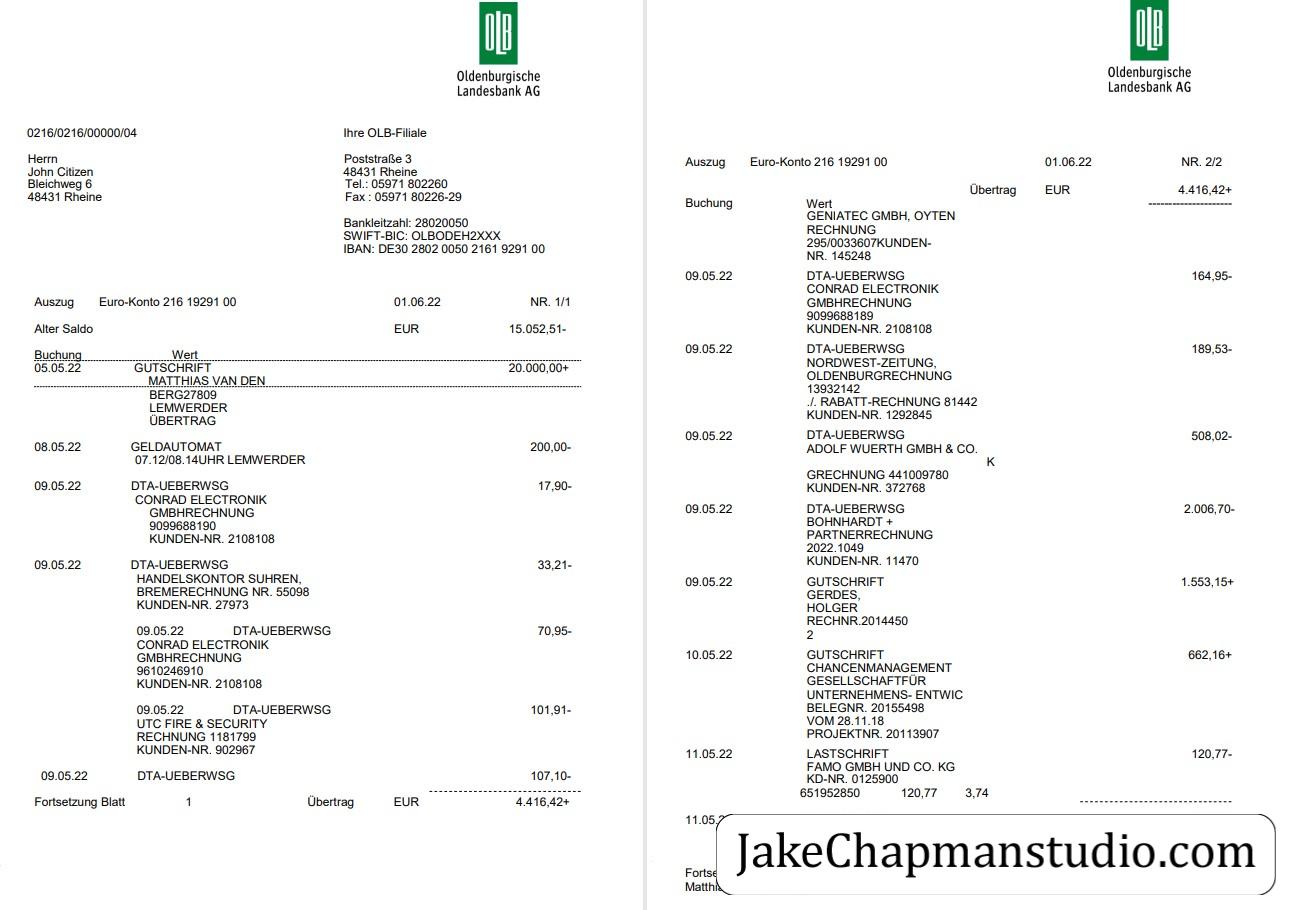 OLB
Oldenburgische
Landesbank AG
0216/0216/00000/04
Ihre OLB-Filiale
Herrn
John Citizen
Bleichweg 6
48431 Rheine
Poststraße 3
48431 Rheine
Tel.: 05971 802260
Fax : 05971 80226-29
Bankleitzahl: 28020050
SWIFT-BIC: OLBODEH2XXX
IBAN: DE30 2802 0050 2161 9291 00
Auszug Euro-Konto 216 19291 00 01.06.22 NR. 1/1
Alter Saldo EUR 15.052,51-
Buchung Wert
05.05.22 GUTSCHRIFT 20.000,00+
MATTHIAS VAN DEN
BERG27809
LEMWERDER
ÜBERTRAG
08.05.22 GELDAUTOMAT 200,00-
07.12/08.14UHR LEMWERDER
09.05.22 DTA-UEBERWSG 17,90-
CONRAD ELECTRONIK
GMBHRECHNUNG
9099688190
KUNDEN-NR. 2108108
09.05.22 DTA-UEBERWSG 33,21-
HANDELSKONTOR SUHREN,
BREMERECHNUNG NR. 55098
KUNDEN-NR. 27973
09.05.22 DTA-UEBERWSG 70,95-
CONRAD ELECTRONIK
GMBHRECHNUNG
9610246910
KUNDEN-NR. 2108108
09.05.22 DTA-UEBERWSG 101,91-
UTC FIRE & SECURITY
RECHNUNG 1181799
KUNDEN-NR. 902967
09.05.22 DTA-UEBERWSG 107,10-
Fortsetzung Blatt 1 Übertrag EUR 4.416,42+
OLB
Oldenburgische
Landesbank AG
Auszug Euro-Konto 216 19291 00 01.06.22 NR. 2/2
Übertrag EUR 4.416,42+
Buchung Wert
GENIATEC GMBH, OYTEN
RECHNUNG
295/0033607KUNDEN-
NR. 145248
09.05.22 DTA-UEBERWSG 164,95-
CONRAD ELECTRONIK
GMBHRECHNUNG
9099688189
KUNDEN-NR. 2108108
09.05.22 DTA-UEBERWSG 189,53-
NORDWEST-ZEITUNG,
OLDENBURGRECHNUNG
13932142
./. RABATT-RECHNUNG 81442
KUNDEN-NR. 1292845
09.05.22 DTA-UEBERWSG 508,02-
ADOLF WUERTH GMBH & CO.
K
GRECHNUNG 441009780
KUNDEN-NR. 372768
09.05.22 DTA-UEBERWSG 2.006,70-
BOHNHARDT +
PARTNERRECHNUNG
2022.1049
KUNDEN-NR. 11470
09.05.22 GUTSCHRIFT 1.553,15+
GERDES,
HOLGER
RECHNR.2014450
2
10.05.22 GUTSCHRIFT 662,16+
CHANCENMANAGEMENT
GESELLSCHAFTFÜR
UNTERNEHMENS- ENTWIC
BELEGNR. 20155498
VOM 28.11.18
PROJEKTNR. 20113907
11.05.22 LASTSCHRIFT 120,77-
FAMO GMBH UND CO. KG
KD-NR. 0125900
651952850 120,77 3,74
JakeChapmanstudio.com